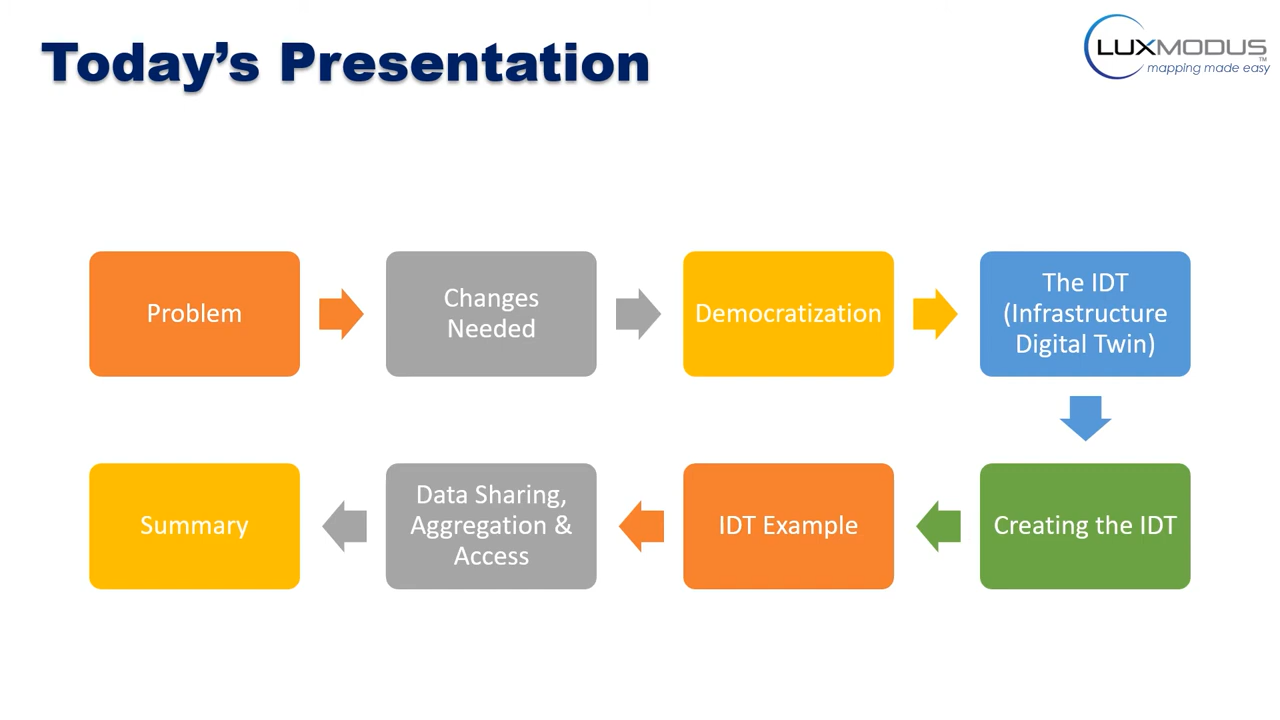 Today's Presentation
LUXMODUS
TM
mapping made easy
Problem
Changes
Needed
Democratization
The IDT
(Infrastructure
Digital Twin)
Creating the IDT
IDT Example
Data Sharing,
Aggregation &
Access
Summary